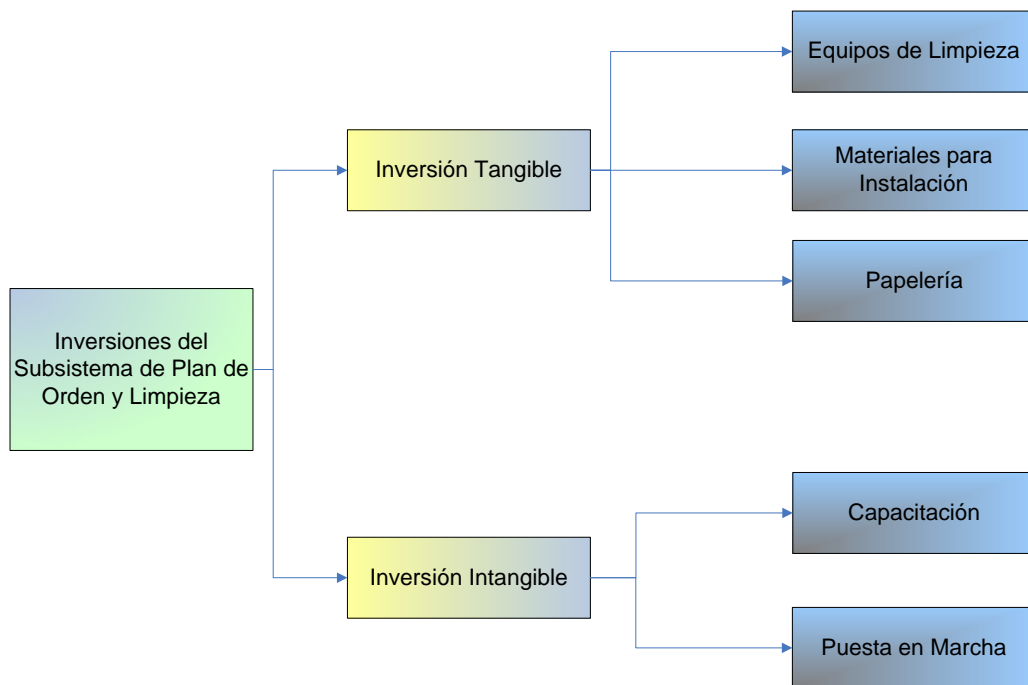 Equipos de Limpieza
Inversión Tangible
Materiales para
Instalación
Papelería
Inversiones del
Subsistema de Plan de
Orden y Limpieza
Capacitación
Inversión Intangible
Puesta en Marcha